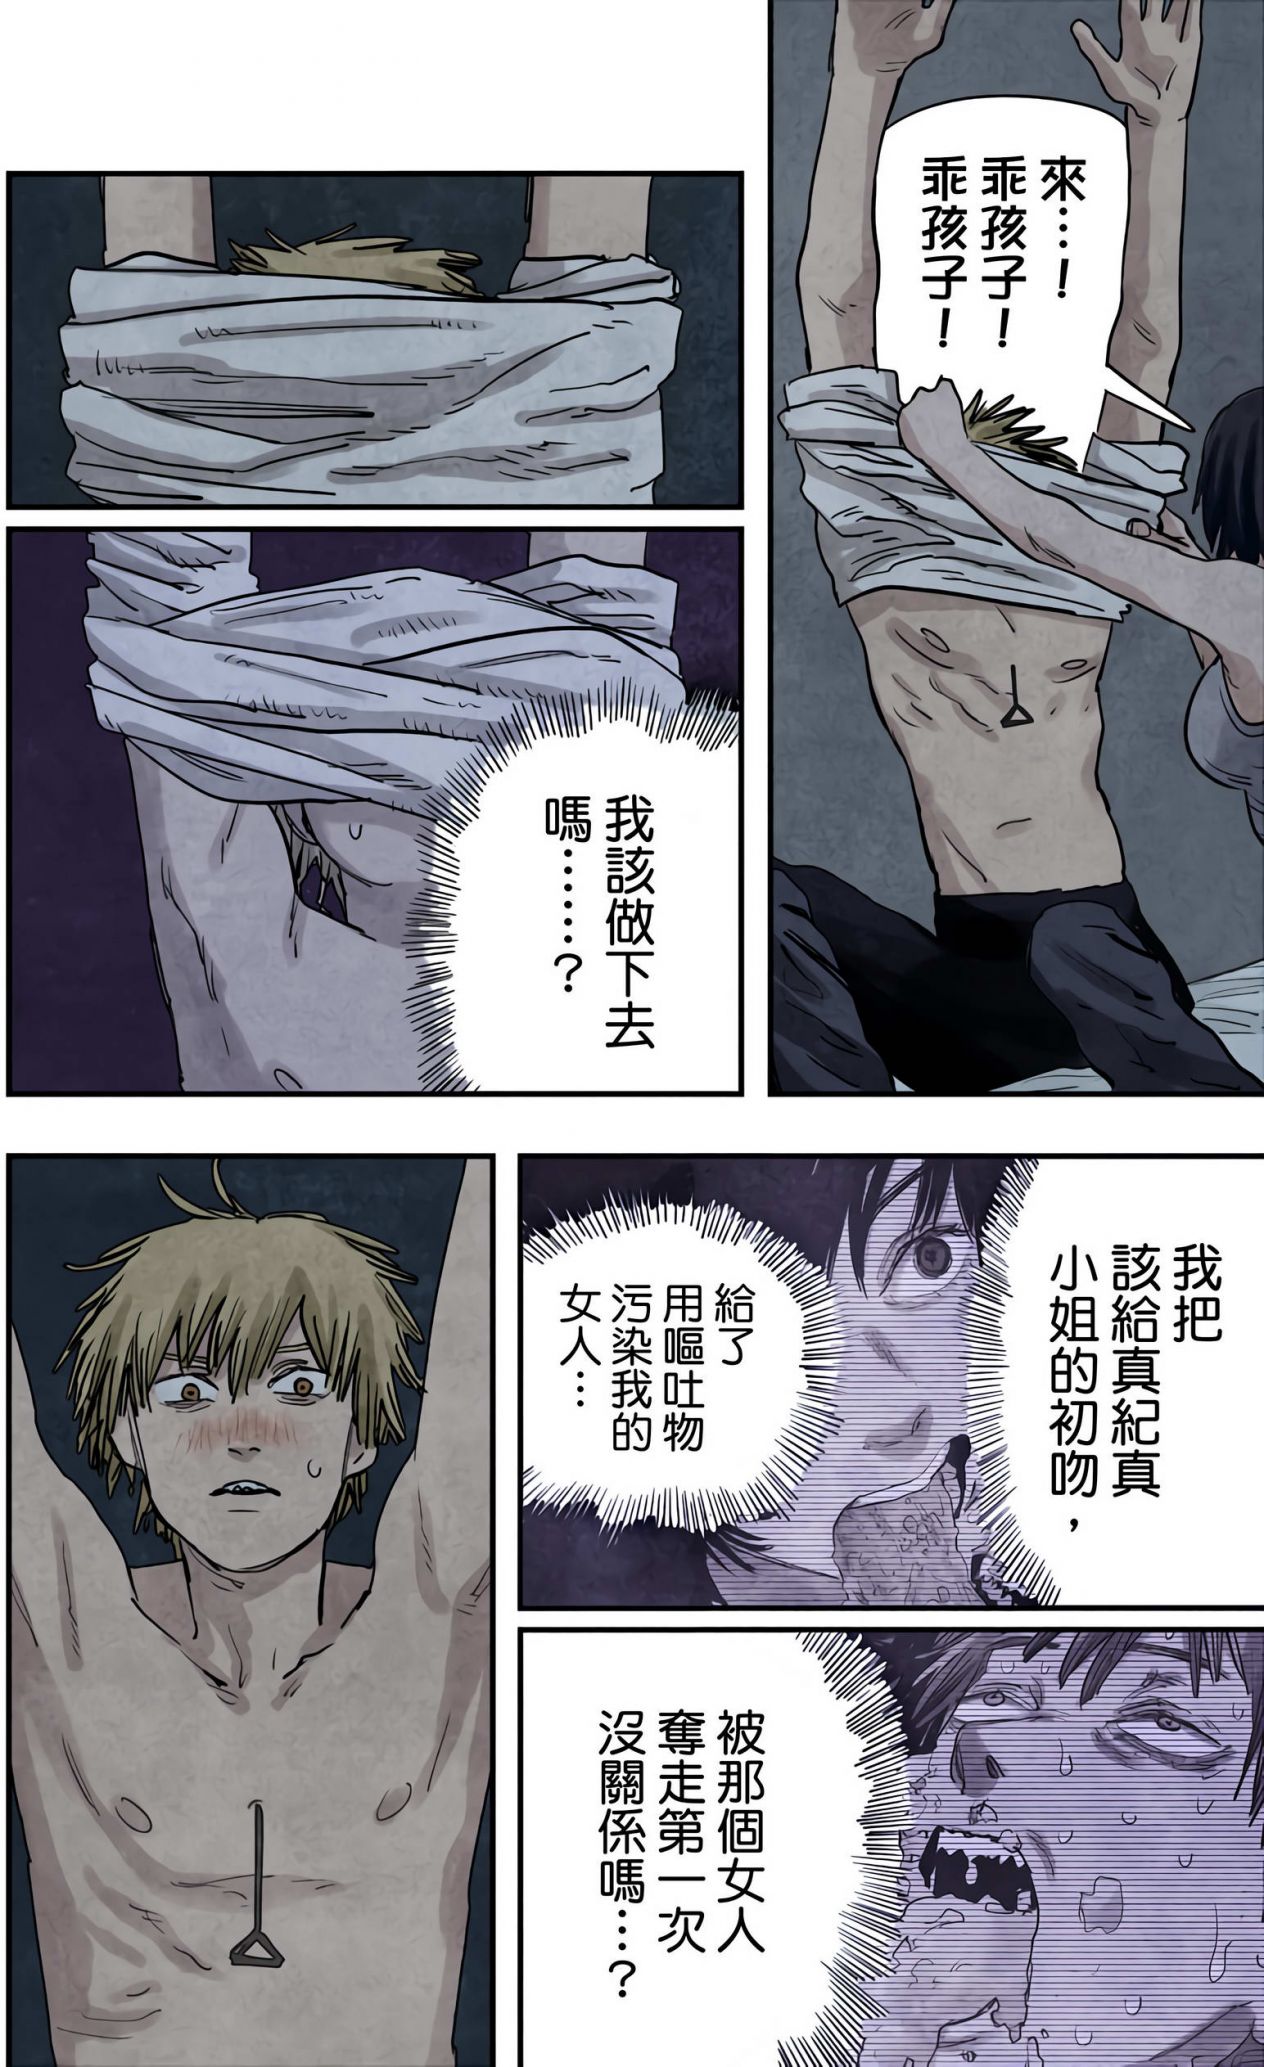 來…！
乖孩子！
乖孩子！
我該做下去
嗎………？
我把
該給真紀真
小姐的初吻，
給了
用嘔吐物
污染我的
女人…
被那個女人
奪走第一次
沒關係嗎…？